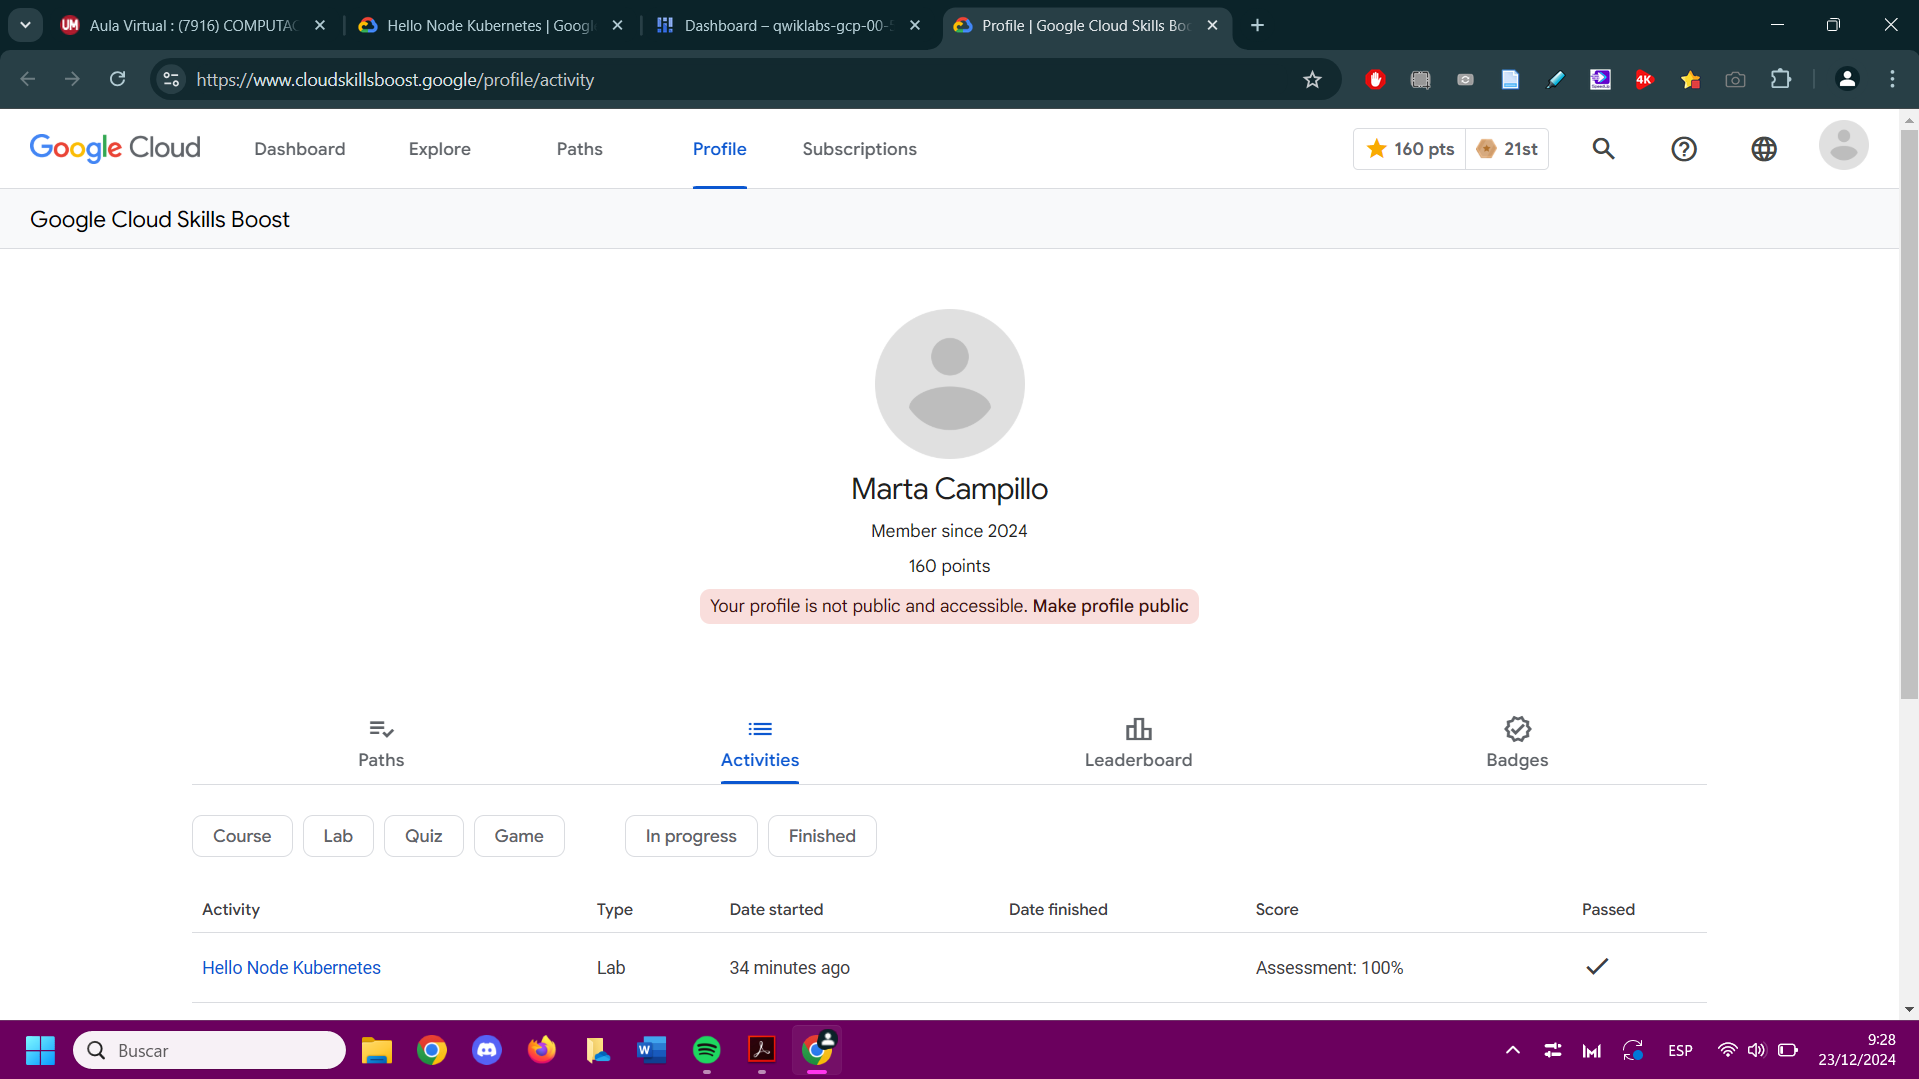 Aula Virtual : (7916) COMPUTAC
Hello Node Kubernetes | Googl
Dashboard – qwiklabs-gcp-00-
Profile | Google Cloud Skills Boo
https://www.cloudskillsboost.google/profile/activity
Google Cloud
Dashboard
Explore
Paths
Profile
Subscriptions
160 pts
21st
Google Cloud Skills Boost
Marta Campillo
Member since 2024
160 points
Your profile is not public and accessible. Make profile public
Paths
Activities
Leaderboard
Badges
Course
Lab
Quiz
Game
In progress
Finished
Activity Type Date started Date finished Score Passed
Hello Node Kubernetes Lab 34 minutes ago Assessment: 100%
Buscar
ESP
9:28
23/12/2024